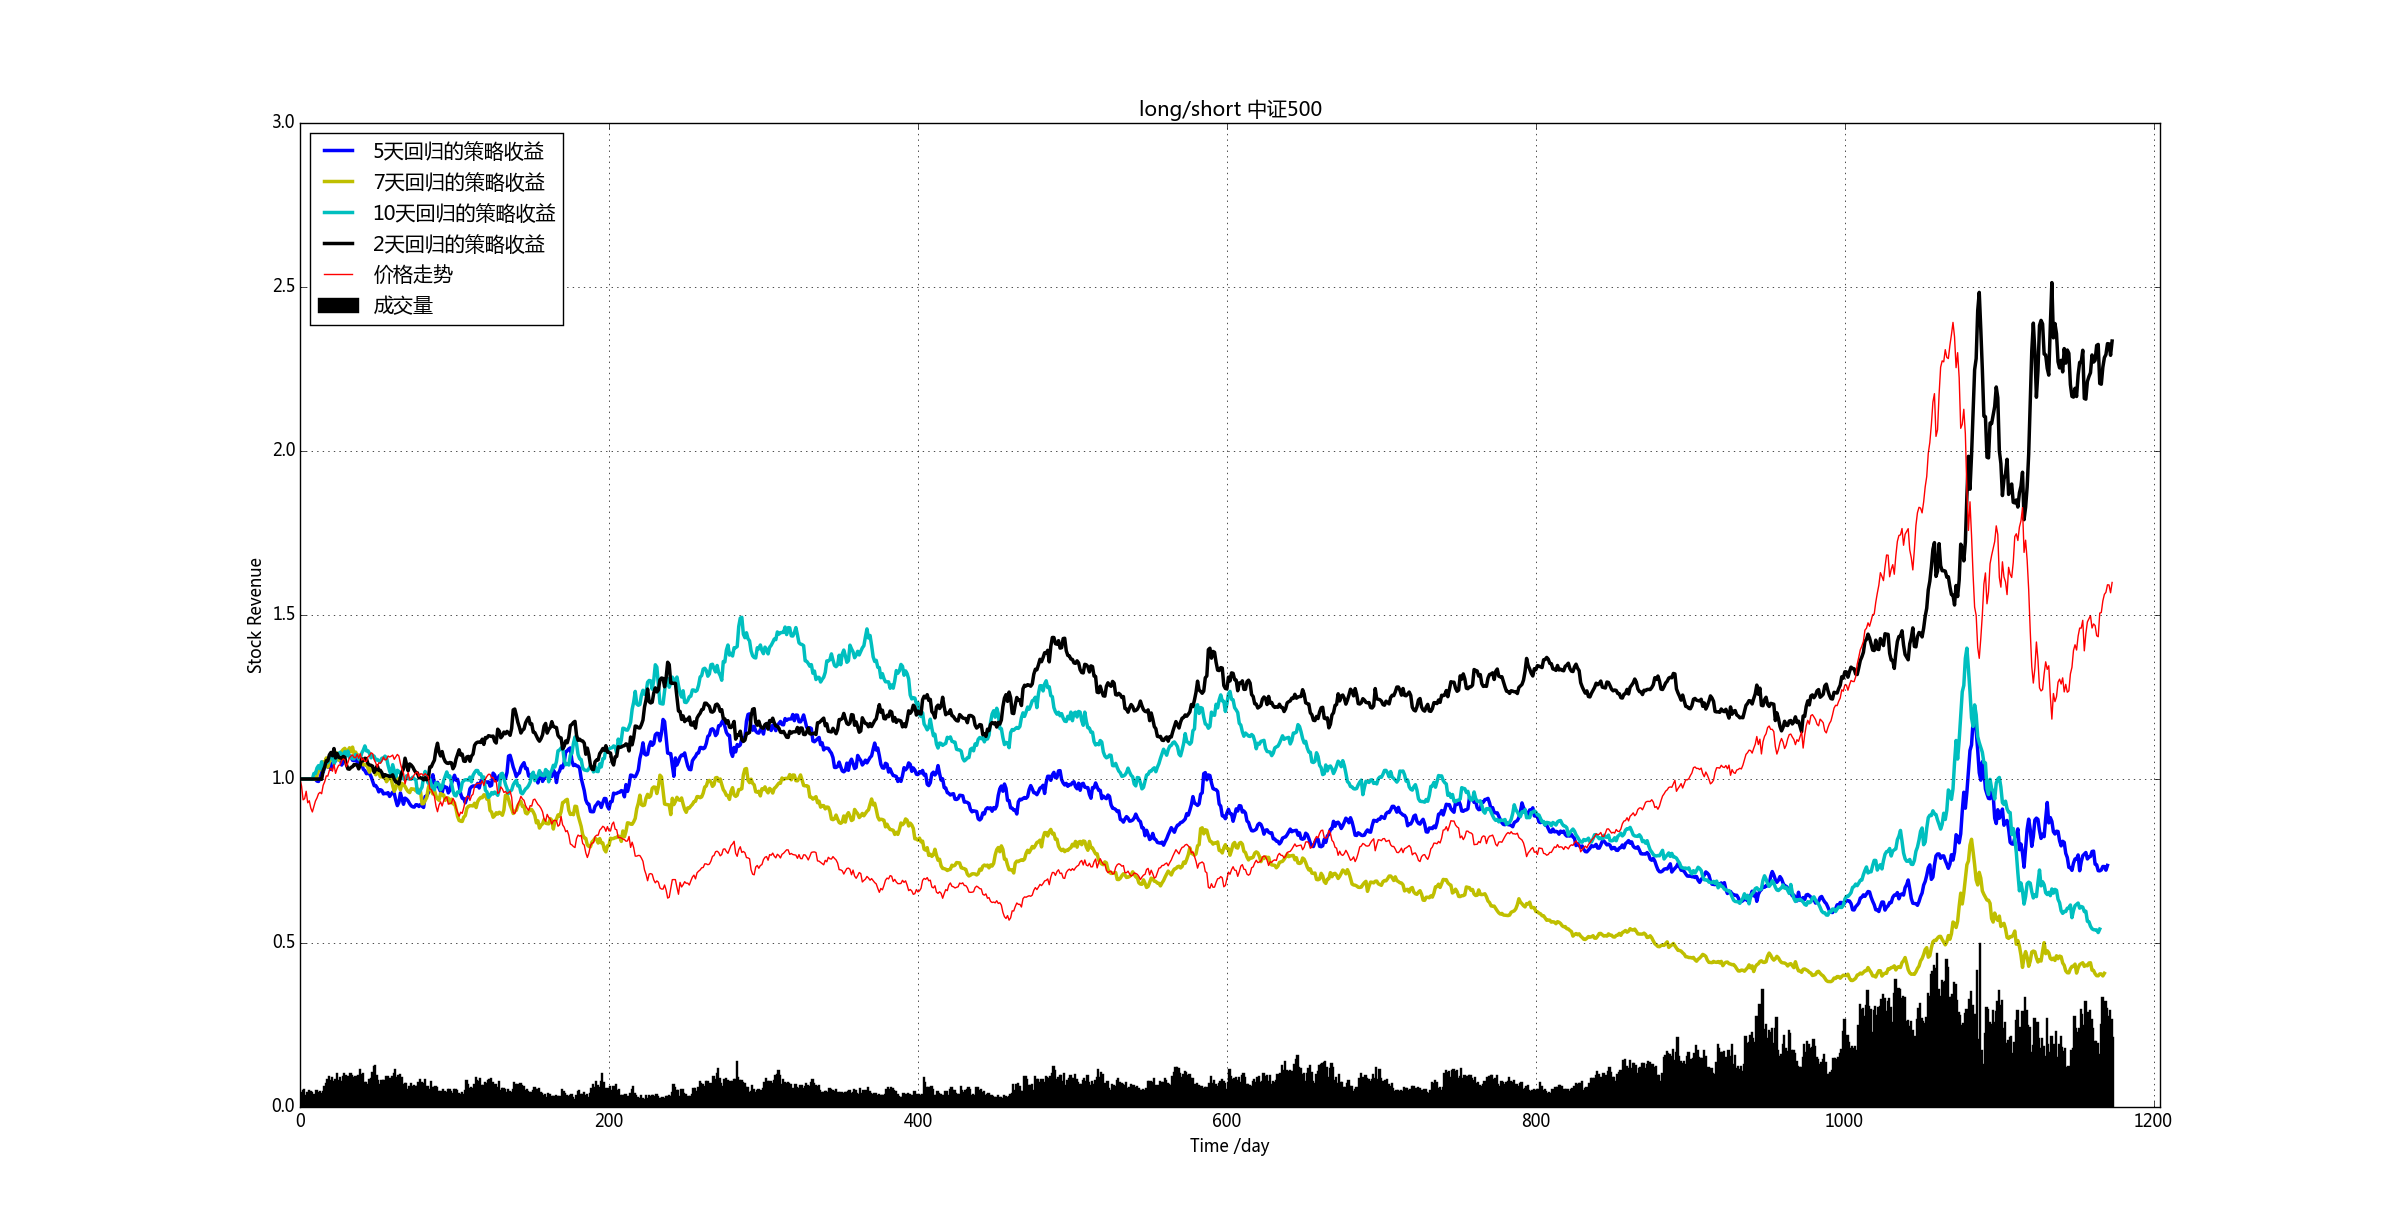 long/short 中证500
3.0
2.5
2.0
1.5
1.0
0.5
0.0
Stock Revenue
5天回归的策略收益
7天回归的策略收益
10天回归的策略收益
2天回归的策略收益
价格走势
成交量
0 200 400 600 800 1000 1200
Time /day